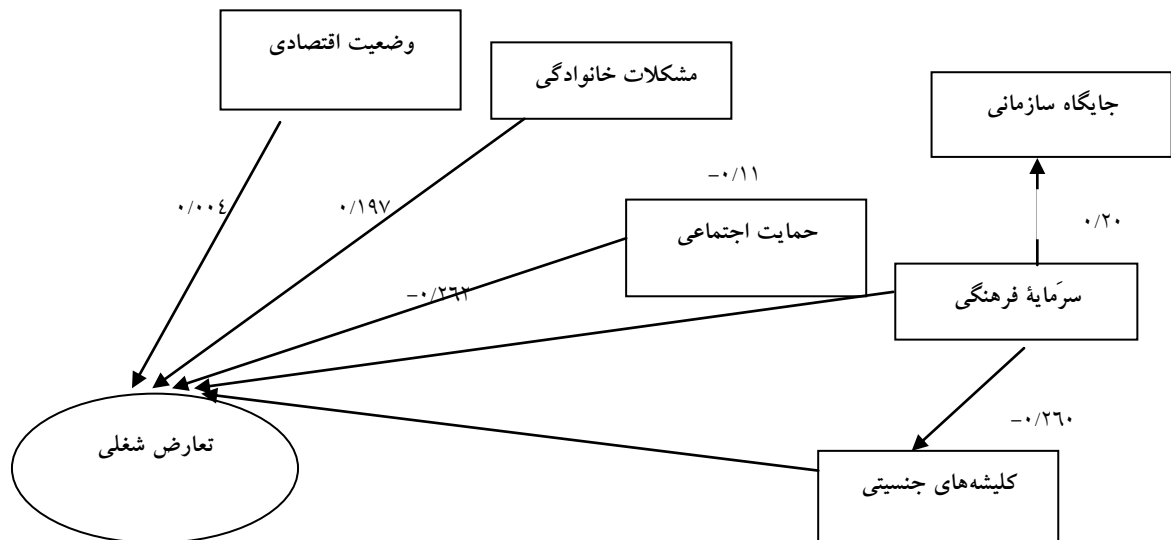 وضعیت اقتصادی
مشکلات خانوادگی
جایگاه سازمانی
-۰/۱۱
۰/۰۰٤
۰/۱۹۷
حمایت اجتماعی
۰/۲۰
-۰/۲٦۲
سرَمایۀ فرهنگی
-۰/۲٦۰
تعارض شغلی
کلیشه‌های جنسیتی